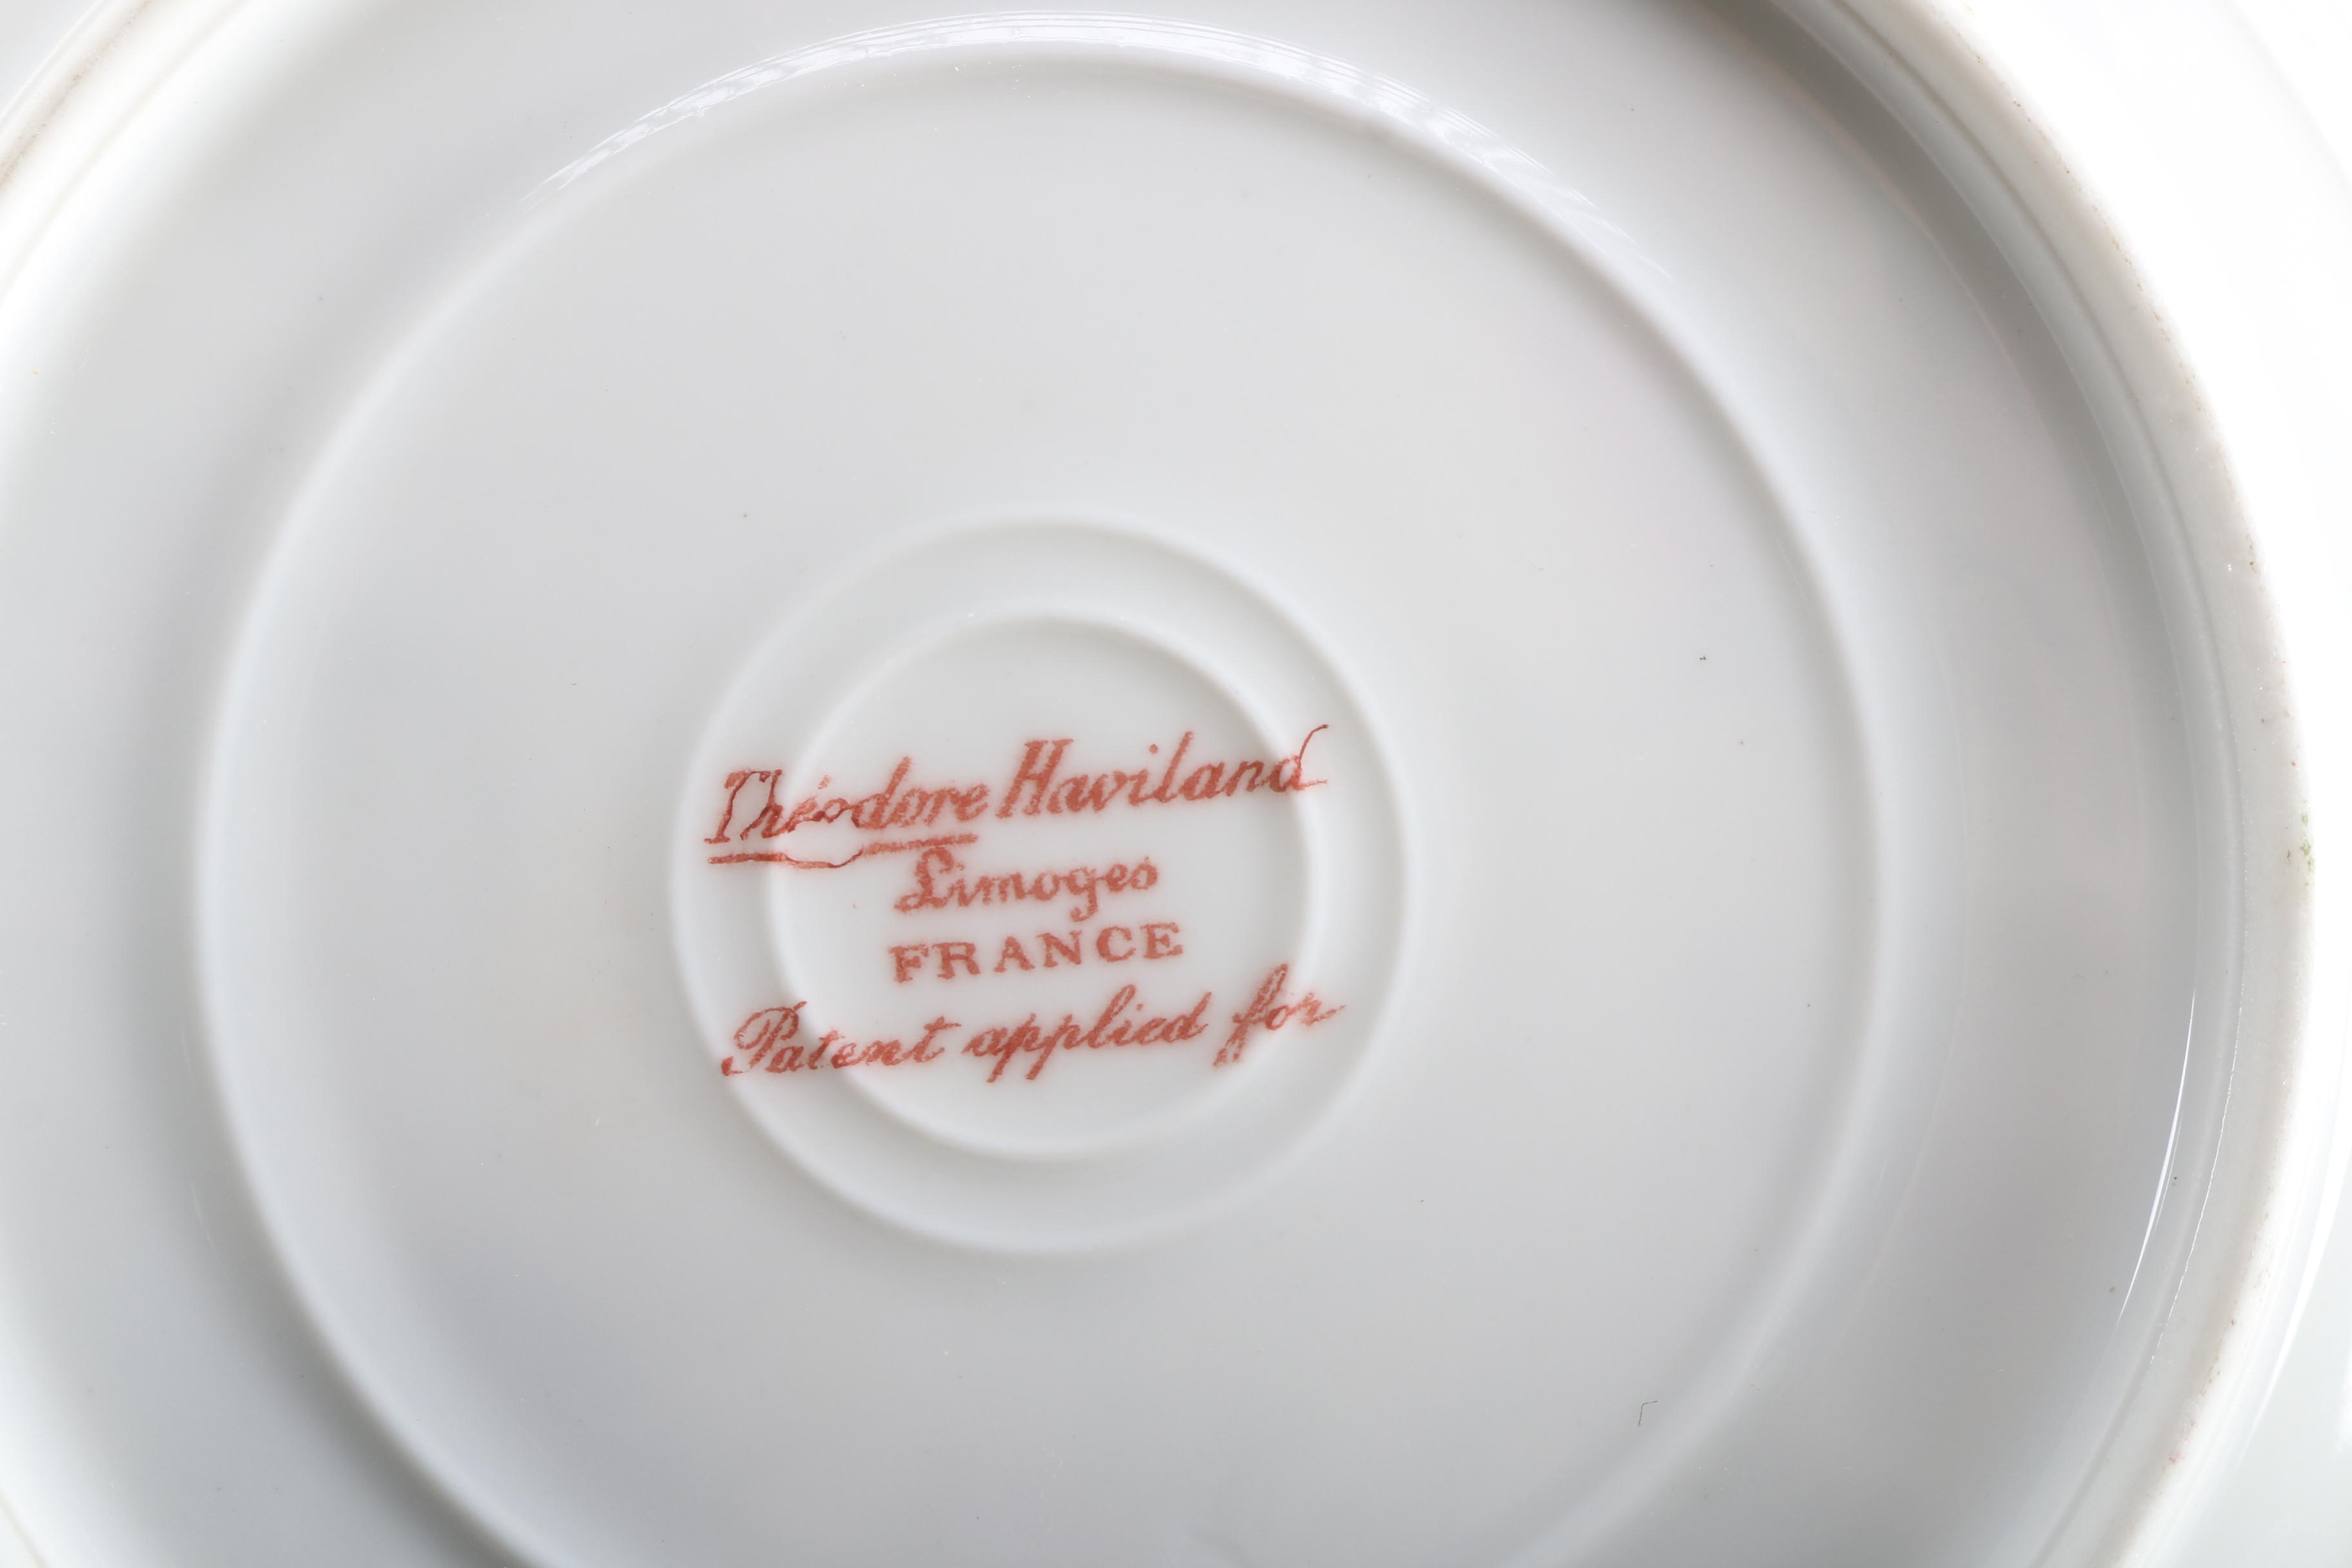 Théodore Haviland
Limoges
FRANCE
Patent applied for